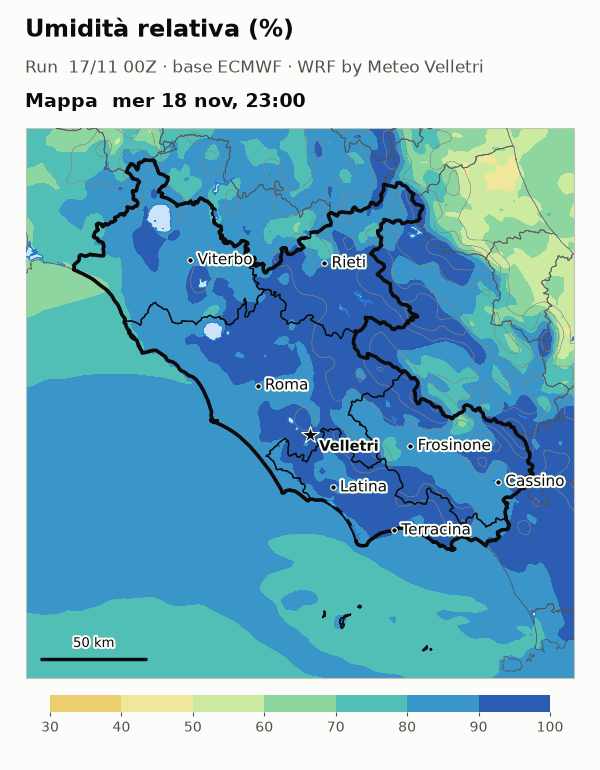 Umidità relativa (%)
Run  17/11 00Z · base ECMWF · WRF by Meteo Velletri
Mappa  mer 18 nov, 23:00
Viterbo
Rieti
Roma
Velletri
Frosinone
Cassino
Latina
Terracina
50 km
30 40 50 60 70 80 90 100